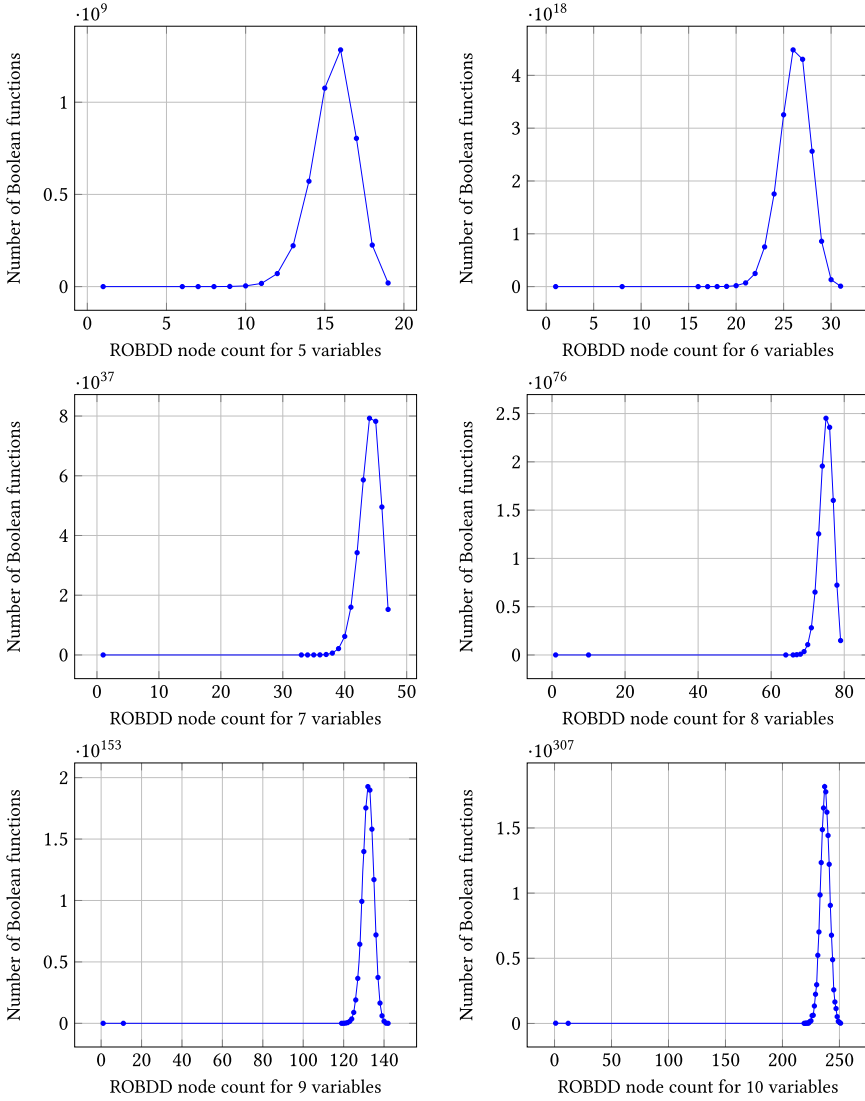 ·10^9
Number of Boolean functions
1
0.5
0
0 5 10 15 20
ROBDD node count for 5 variables
·10^18
Number of Boolean functions
4
3
2
1
0
0 5 10 15 20 25 30
ROBDD node count for 6 variables
·10^37
Number of Boolean functions
8
6
4
2
0
0 10 20 30 40 50
ROBDD node count for 7 variables
·10^76
Number of Boolean functions
2.5
2
1.5
1
0.5
0
0 20 40 60 80
ROBDD node count for 8 variables
·10^153
Number of Boolean functions
2
1.5
1
0.5
0
0 20 40 60 80 100 120 140
ROBDD node count for 9 variables
·10^307
Number of Boolean functions
1.5
1
0.5
0
0 50 100 150 200 250
ROBDD node count for 10 variables